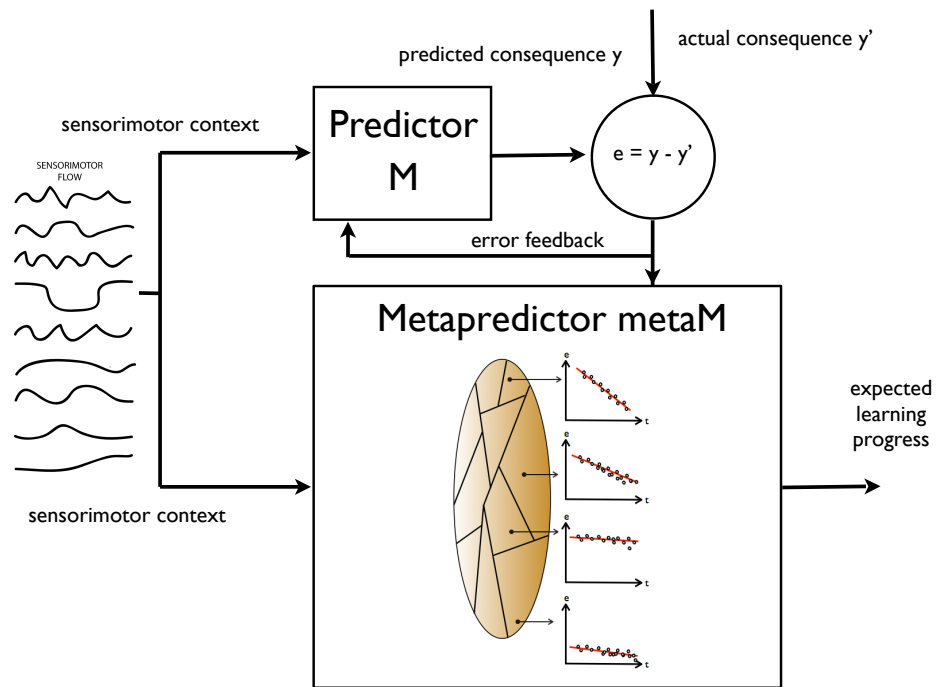 predicted consequence y
actual consequence y'
sensorimotor context
Predictor
M
e = y - y'
SENSORIMOTOR
FLOW
error feedback
Metapredictor metaM
e
t
e
t
e
t
e
t
expected
learning
progress
sensorimotor context